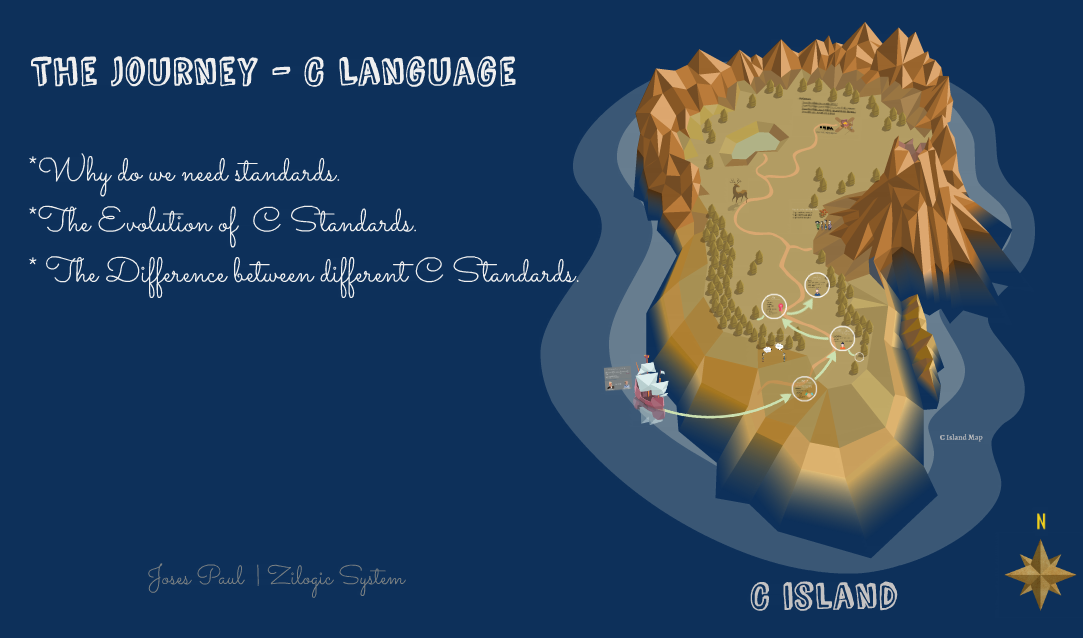 THE JOURNEY - C LANGUAGE
*Why do we need standards.
*The Evolution of C Standards.
* The Difference between different C Standards.
© Island Map
N
Joses Paul | Zilogic System
C ISLAND